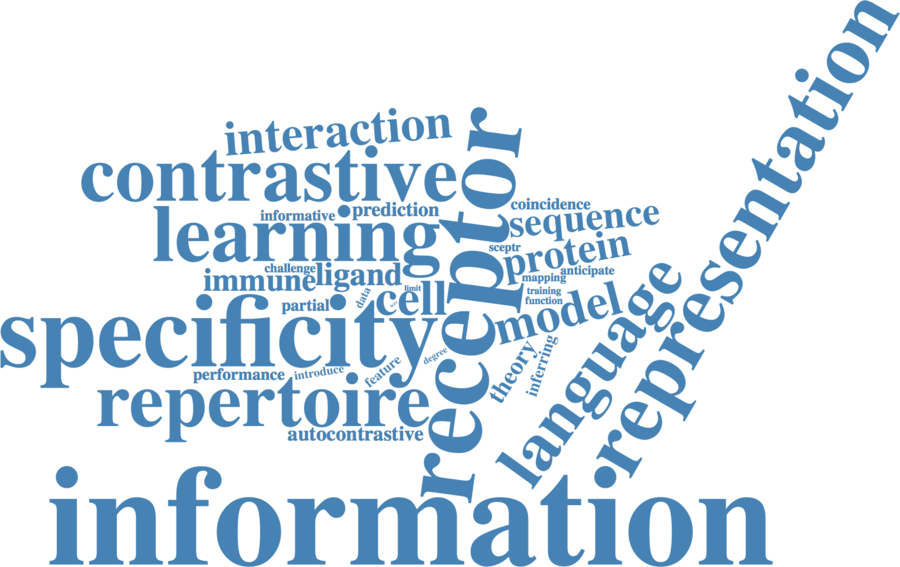 representation
interaction
contrastive
receptor
coincidence
informative
prediction
sequence
learning
sceptr
protein
challenge
immune
ligand
mapping
anticipate
limit
data
cell
training
function
partial
model
language
specificity
theory
inferring
degree
performance
introduce
feature
repertoire
autocontrastive
information